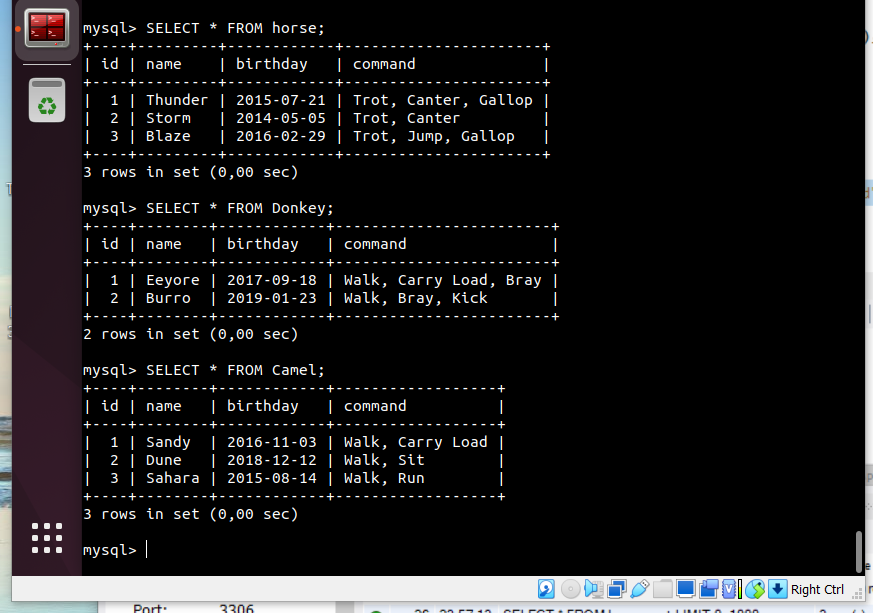 mysql> SELECT * FROM horse;
+----+---------+------------+----------------------+
| id | name    | birthday   | command              |
+----+---------+------------+----------------------+
|  1 | Thunder | 2015-07-21 | Trot, Canter, Gallop |
|  2 | Storm   | 2014-05-05 | Trot, Canter         |
|  3 | Blaze   | 2016-02-29 | Trot, Jump, Gallop   |
+----+---------+------------+----------------------+
3 rows in set (0,00 sec)
mysql> SELECT * FROM Donkey;
+----+--------+------------+------------------------+
| id | name   | birthday   | command                |
+----+--------+------------+------------------------+
|  1 | Eeyore | 2017-09-18 | Walk, Carry Load, Bray |
|  2 | Burro  | 2019-01-23 | Walk, Bray, Kick       |
+----+--------+------------+------------------------+
2 rows in set (0,00 sec)
mysql> SELECT * FROM Camel;
+----+--------+------------+------------------+
| id | name   | birthday   | command          |
+----+--------+------------+------------------+
|  1 | Sandy  | 2016-11-03 | Walk, Carry Load |
|  2 | Dune   | 2018-12-12 | Walk, Sit        |
|  3 | Sahara | 2015-08-14 | Walk, Run        |
+----+--------+------------+------------------+
3 rows in set (0,00 sec)
mysql>
Right Ctrl
Port: 3306